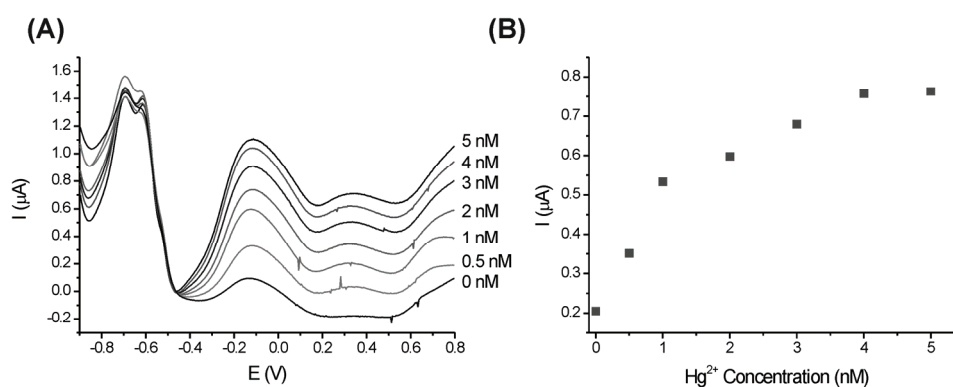 (A)
I (μA)
1.6
1.4
1.2
1.0
0.8
0.6
0.4
0.2
0.0
-0.2
-0.8 -0.6 -0.4 -0.2 0.0 0.2 0.4 0.6 0.8
E (V)
5 nM
4 nM
3 nM
2 nM
1 nM
0.5 nM
0 nM
(B)
I (μA)
0.8
0.7
0.6
0.5
0.4
0.3
0.2
0 1 2 3 4 5
Hg²⁺ Concentration (nM)